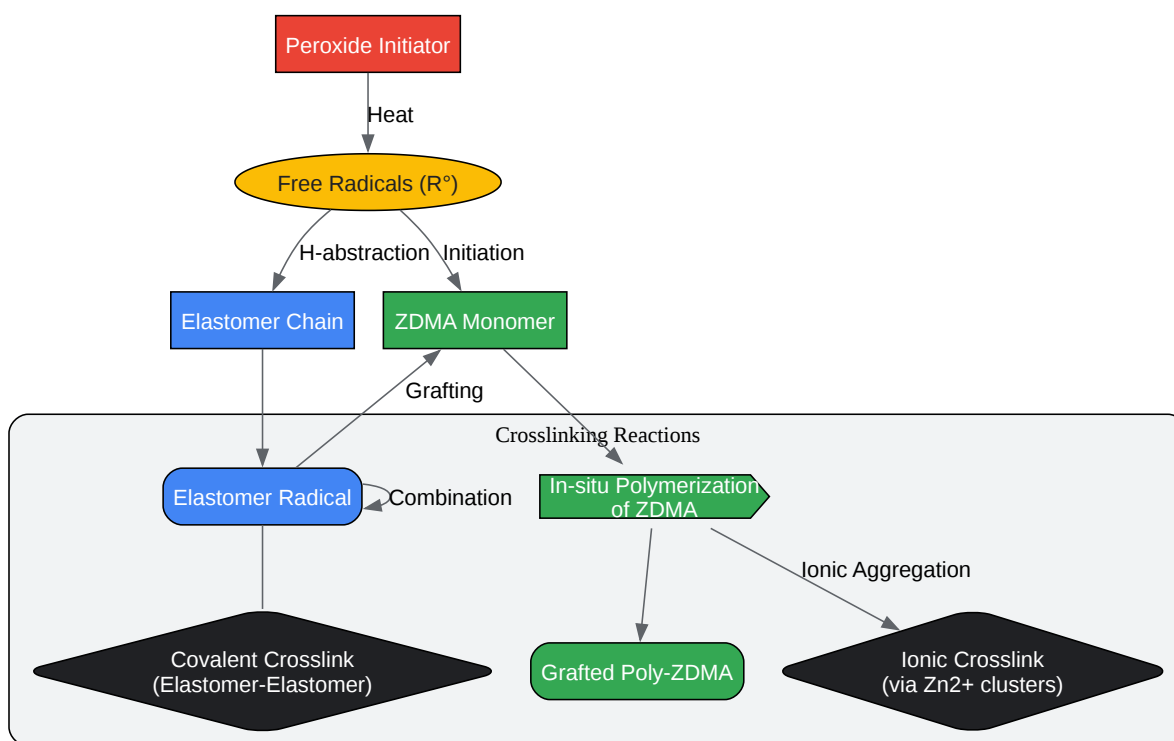 Peroxide Initiator
Heat
Free Radicals (R°)
H-abstraction
Initiation
Elastomer Chain
ZDMA Monomer
Grafting
Crosslinking Reactions
Elastomer Radical
Combination
In-situ Polymerization
of ZDMA
Ionic Aggregation
Covalent Crosslink
(Elastomer-Elastomer)
Grafted Poly-ZDMA
Ionic Crosslink
(via Zn2+ clusters)